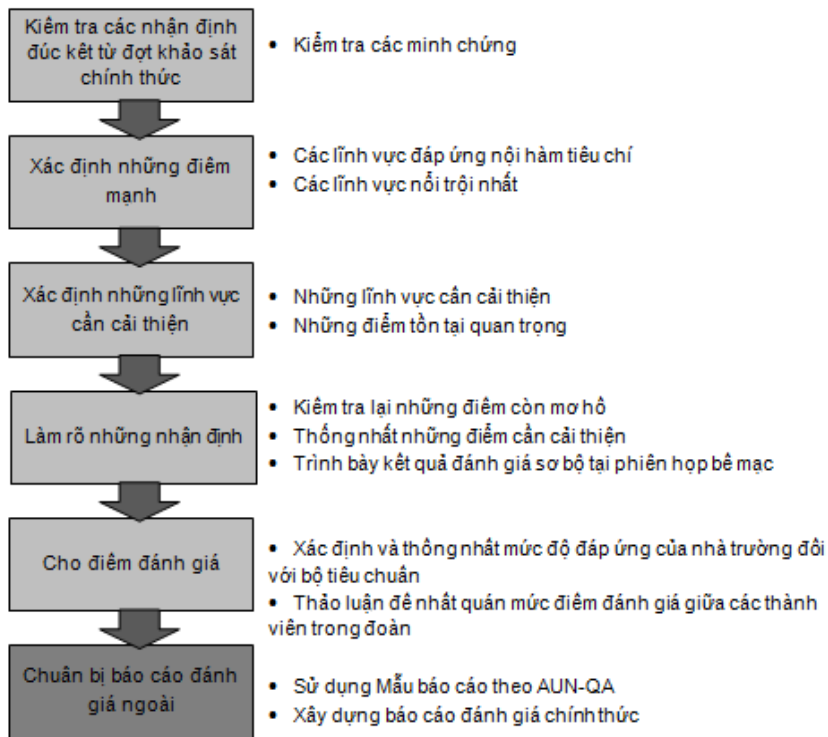 Kiểm tra các nhận định
đúc kết từ đợt khảo sát
chính thức
• Kiểm tra các minh chứng
Xác định những điểm
mạnh
• Các lĩnh vực đáp ứng nội hàm tiêu chí
• Các lĩnh vực nổi trội nhất
Xác định những lĩnh vực
cần cải thiện
• Những lĩnh vực cần cải thiện
• Những điểm tồn tại quan trọng
Làm rõ những nhận định
• Kiểm tra lại những điểm còn mơ hồ
• Thống nhất những điểm cần cải thiện
• Trình bày kết quả đánh giá sơ bộ tại phiên họp bế mạc
Cho điểm đánh giá
• Xác định và thống nhất mức độ đáp ứng của nhà trường đối
với bộ tiêu chuẩn
• Thảo luận để nhất quán mức điểm đánh giá giữa các thành
viên trong đoàn
Chuẩn bị báo cáo đánh
giá ngoài
• Sử dụng Mẫu báo cáo theo AUN-QA
• Xây dựng báo cáo đánh giá chính thức